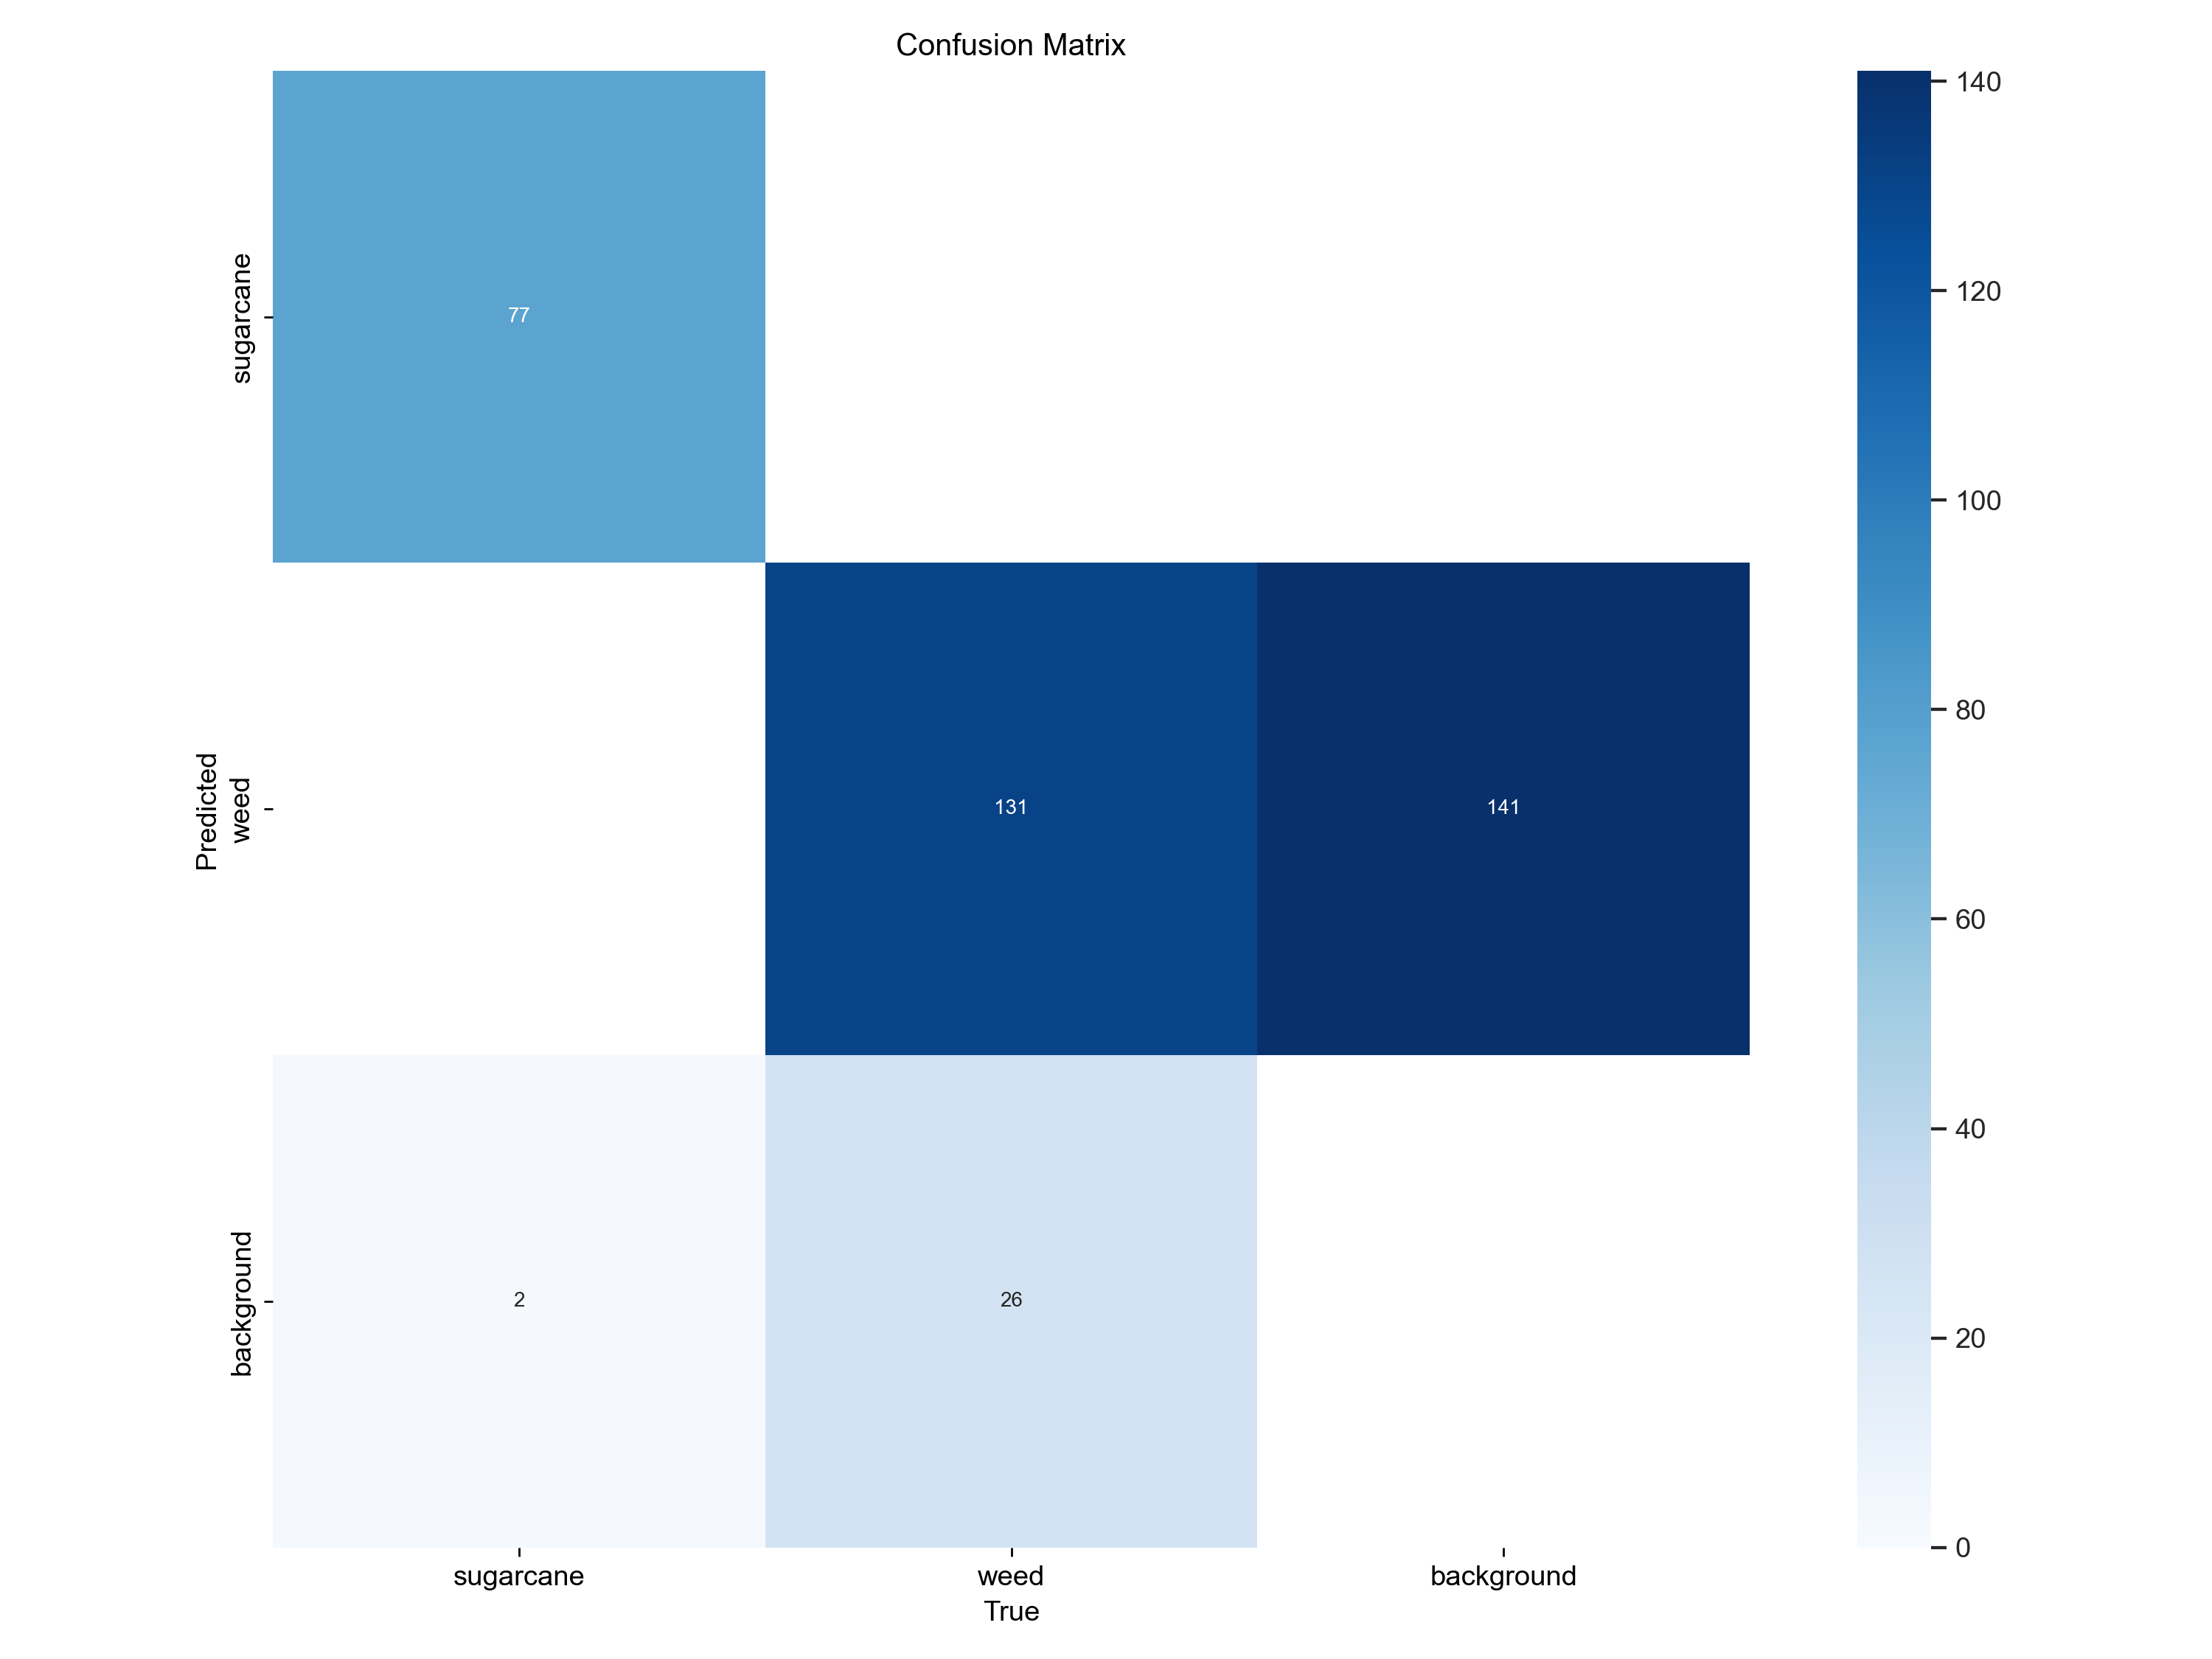 Confusion Matrix
sugarcane
weed
background
Predicted
77
131
141
2
26
sugarcane
weed
background
True
140
120
100
80
60
40
20
0